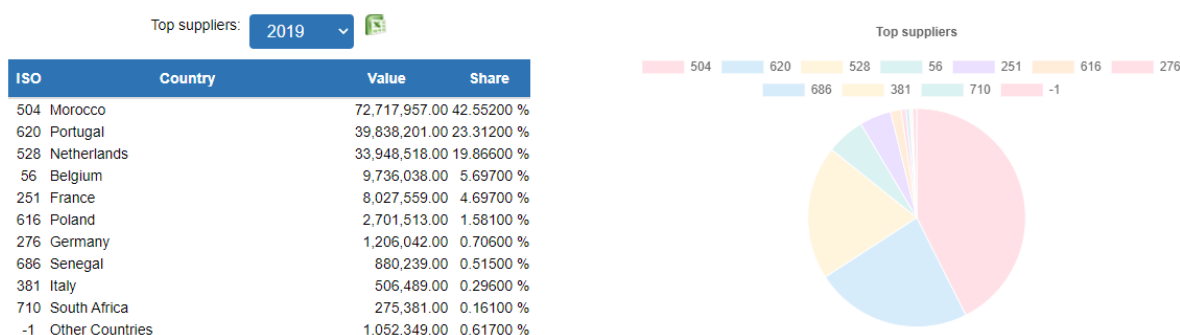 Top suppliers: 2019
ISO Country Value Share
504 Morocco 72,717,957.00 42.55200 %
620 Portugal 39,838,201.00 23.31200 %
528 Netherlands 33,948,518.00 19.86600 %
56 Belgium 9,736,038.00 5.69700 %
251 France 8,027,559.00 4.69700 %
616 Poland 2,701,513.00 1.58100 %
276 Germany 1,206,042.00 0.70600 %
686 Senegal 880,239.00 0.51500 %
381 Italy 506,489.00 0.29600 %
710 South Africa 275,381.00 0.16100 %
-1 Other Countries 1,052,349.00 0.61700 %
Top suppliers
504 620 528 56 251 616 276
686 381 710 -1